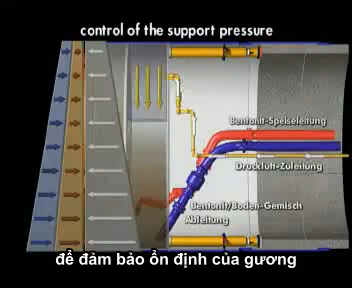 control of the support pressure
Bentonit-Speiseleitung
Druckluft-Zuleitung
Bentonit/Boden-Gemisch
Ableitung
để đảm bảo ổn định của gương